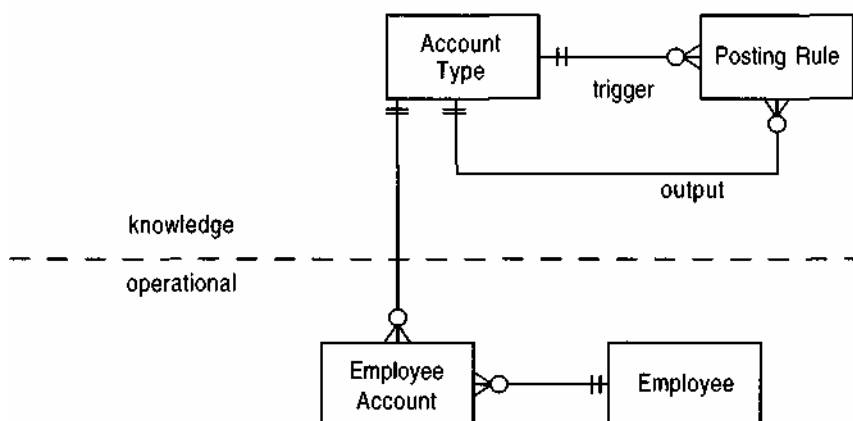 Account
Type
Posting Rule
trigger
output
knowledge
operational
Employee
Account
Employee